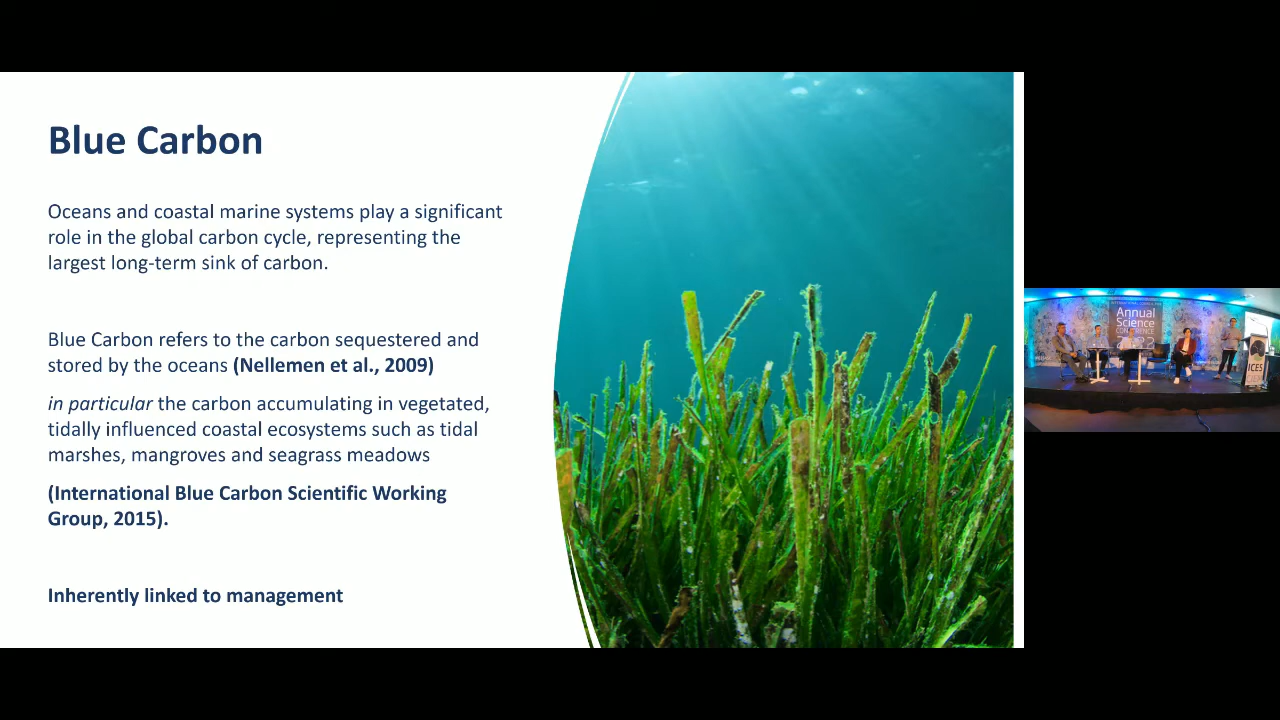 Blue Carbon
Oceans and coastal marine systems play a significant
role in the global carbon cycle, representing the
largest long-term sink of carbon.
Blue Carbon refers to the carbon sequestered and
stored by the oceans (Nellemen et al., 2009)
in particular the carbon accumulating in vegetated,
tidally influenced coastal ecosystems such as tidal
marshes, mangroves and seagrass meadows
(International Blue Carbon Scientific Working
Group, 2015).
Inherently linked to management
Annual
Science
CONFERENCE
ICES